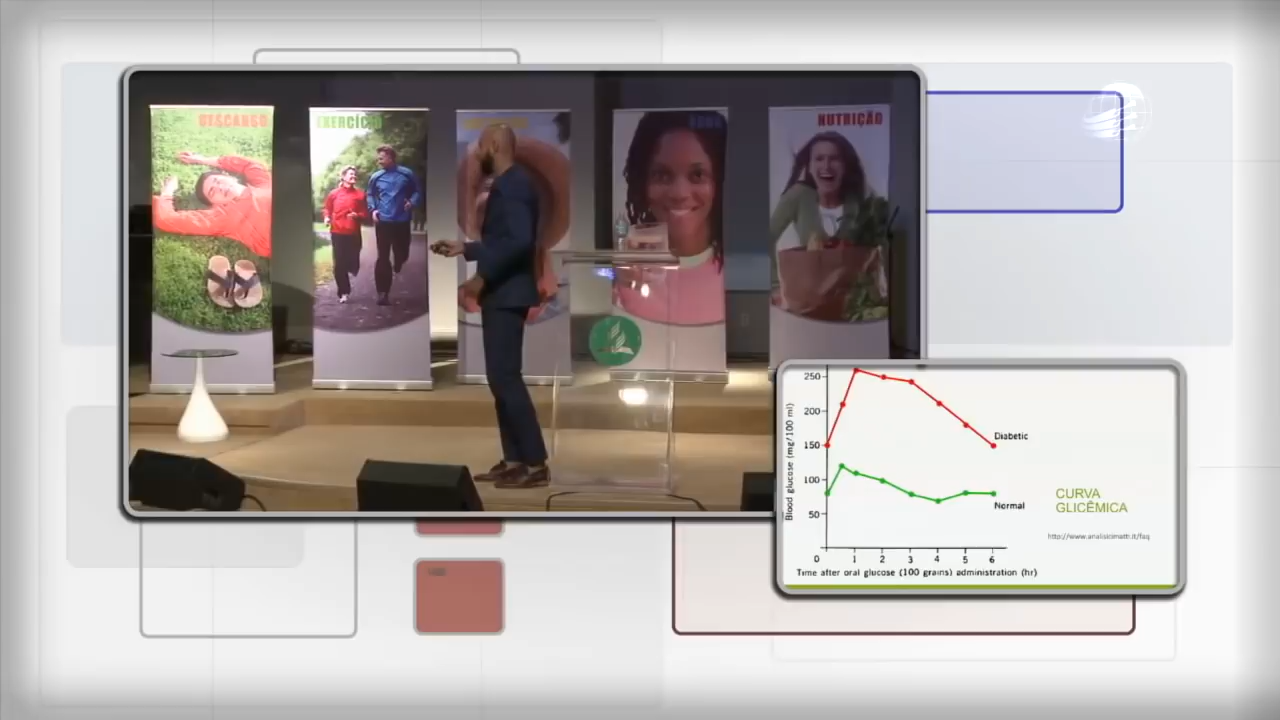 DESCANSO
EXERCÍCIO
NUTRIÇÃO
250
200
150
100
50
0
1
2
3
4
5
6
Blood glucose (mg/100 ml)
Diabetic
Normal
Time after oral glucose (100 grains) administration (hr)
CURVA
GLICÊMICA
http://www.analisicimath.it/faq